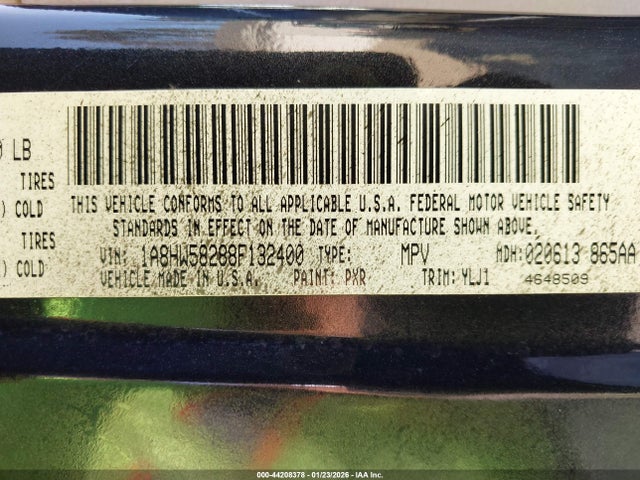 0 LB
TIRES
) COLD
TIRES
) COLD
THIS VEHICLE CONFORMS TO ALL APPLICABLE U.S.A. FEDERAL MOTOR VEHICLE SAFETY
STANDARDS IN EFFECT ON THE DATE OF MANUFACTURE SHOWN ABOVE.
VIN: 1A8HW58288F132400 TYPE: MPV MDH: 020613 865AA
VEHICLE MADE IN U.S.A. PAINT: PXR TRIM: YLJ1 4648509
000-44208378 - 01/23/2026 - IAA Inc.